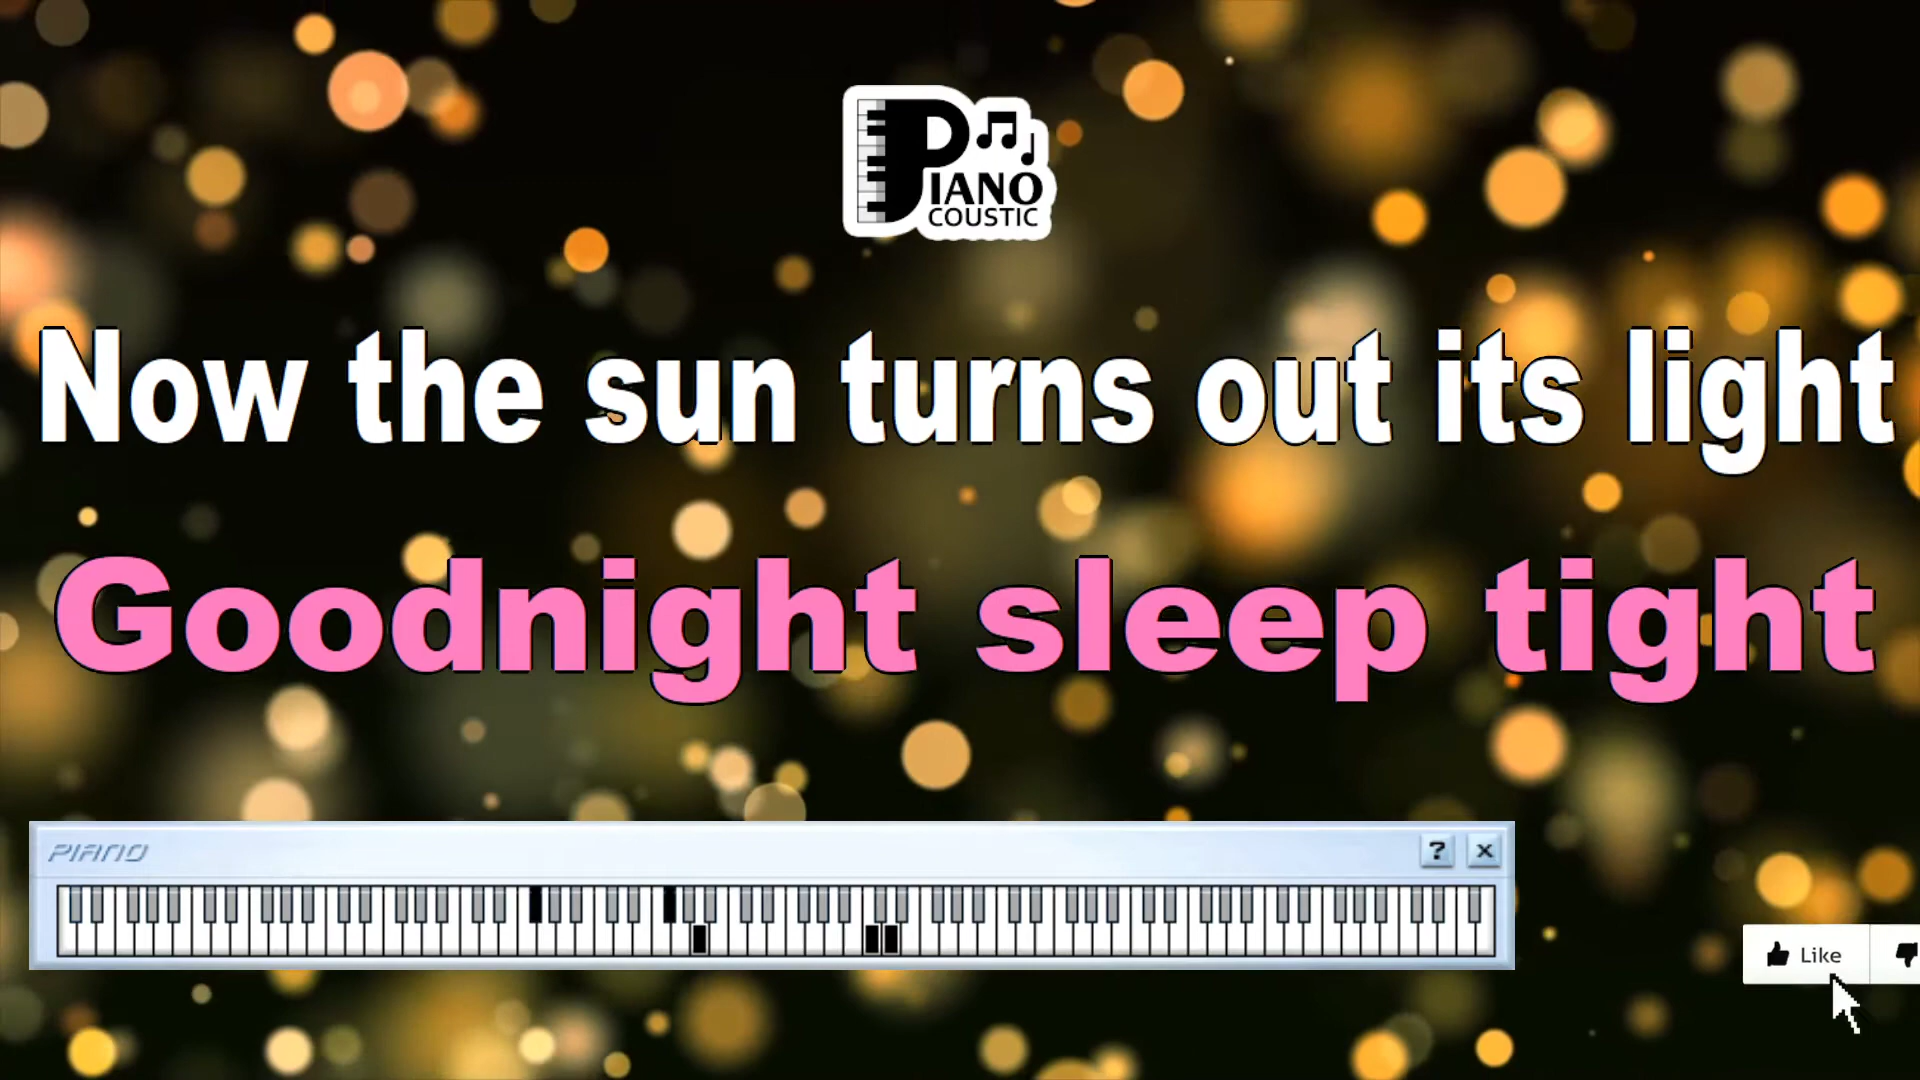 PIANO
COUSTIC
Now the sun turns out its light
Goodnight sleep tight
PIANO
?
x
Like